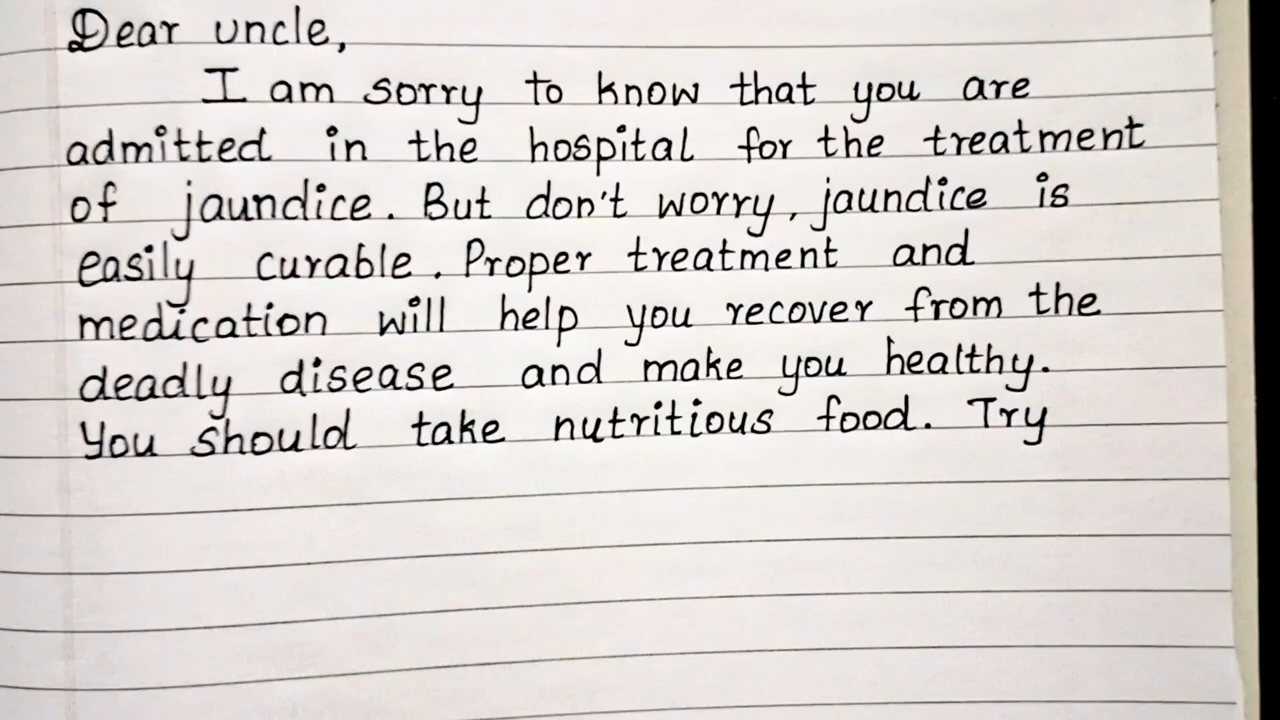 Dear uncle,
I am sorry to know that you are
admitted in the hospital for the treatment
of jaundice. But don't worry, jaundice is
easily curable. Proper treatment and
medication will help you recover from the
deadly disease and make you healthy.
You should take nutritious food. Try